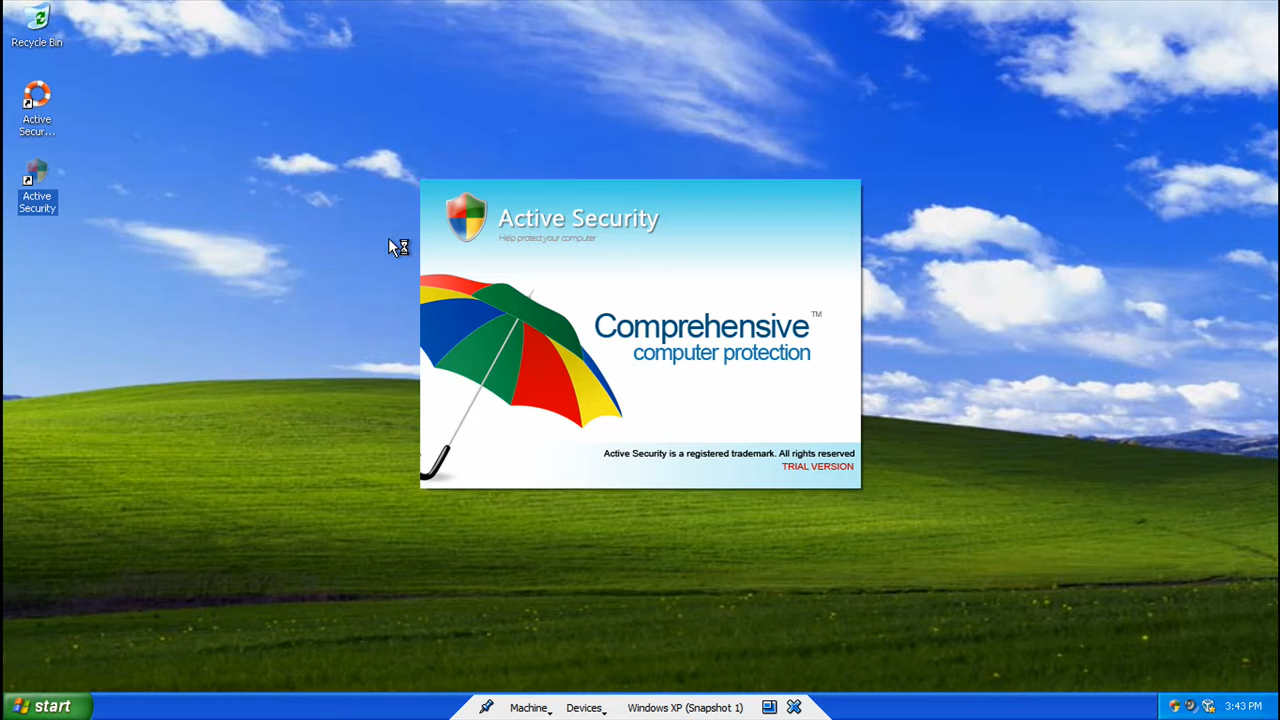 Recycle Bin
Active
Secur...
Active
Security
Active Security
Help protect your computer
Comprehensive™
computer protection
Active Security is a registered trademark. All rights reserved
TRIAL VERSION
start
Machine
Devices
Windows XP (Snapshot 1)
3:43 PM